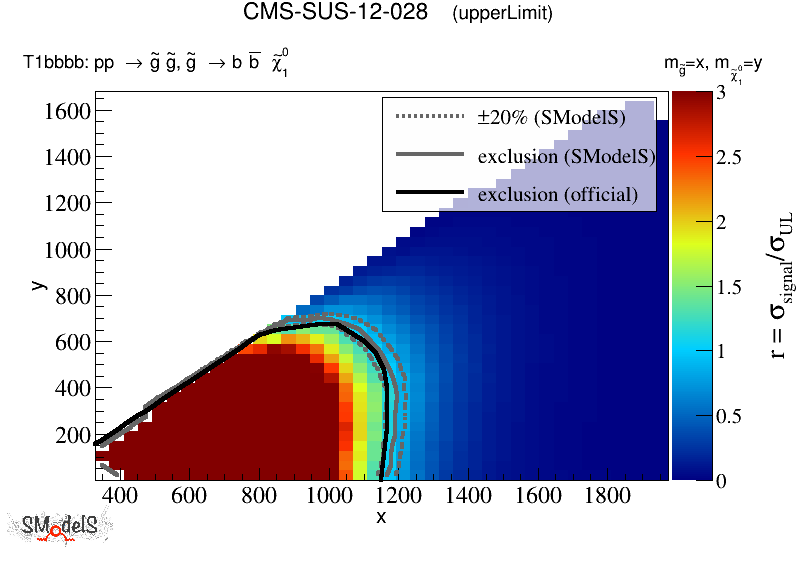 CMS-SUS-12-028 (upperLimit)
T1bbbb: pp → g̃ g̃, g̃ → b b̅ χ̃₁⁰
m_g̃=x, m_χ̃₁⁰=y
±20% (SModelS)
exclusion (SModelS)
exclusion (official)
1600
1400
1200
1000
800
600
400
200
y
400 600 800 1000 1200 1400 1600 1800
x
3
2.5
2
1.5
1
0.5
0
r = σ_signal/σ_UL
SModelS